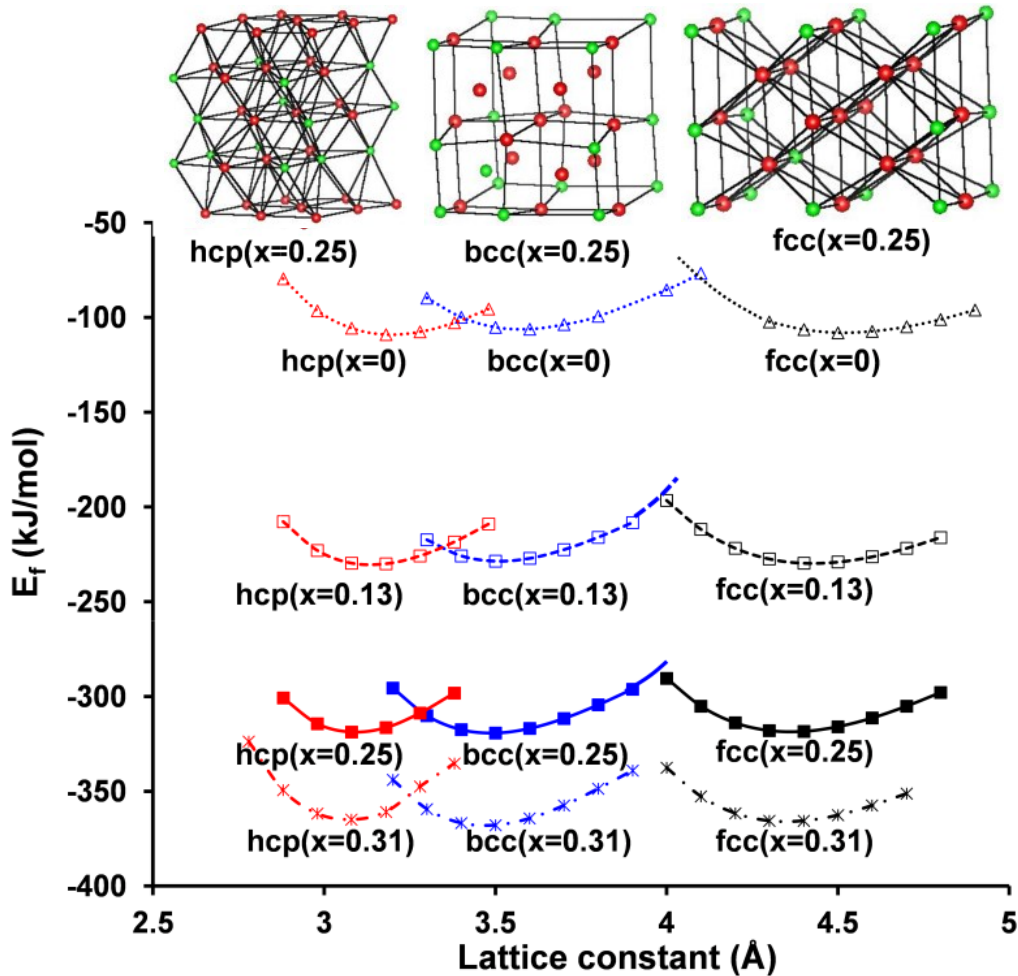 hcp(x=0.25) bcc(x=0.25) fcc(x=0.25)
-50
-100
hcp(x=0) bcc(x=0) fcc(x=0)
-150
-200
hcp(x=0.13) bcc(x=0.13) fcc(x=0.13)
-250
-300
hcp(x=0.25) bcc(x=0.25) fcc(x=0.25)
-350
hcp(x=0.31) bcc(x=0.31) fcc(x=0.31)
-400
E_f (kJ/mol)
2.5 3 3.5 4 4.5 5
Lattice constant (Å)